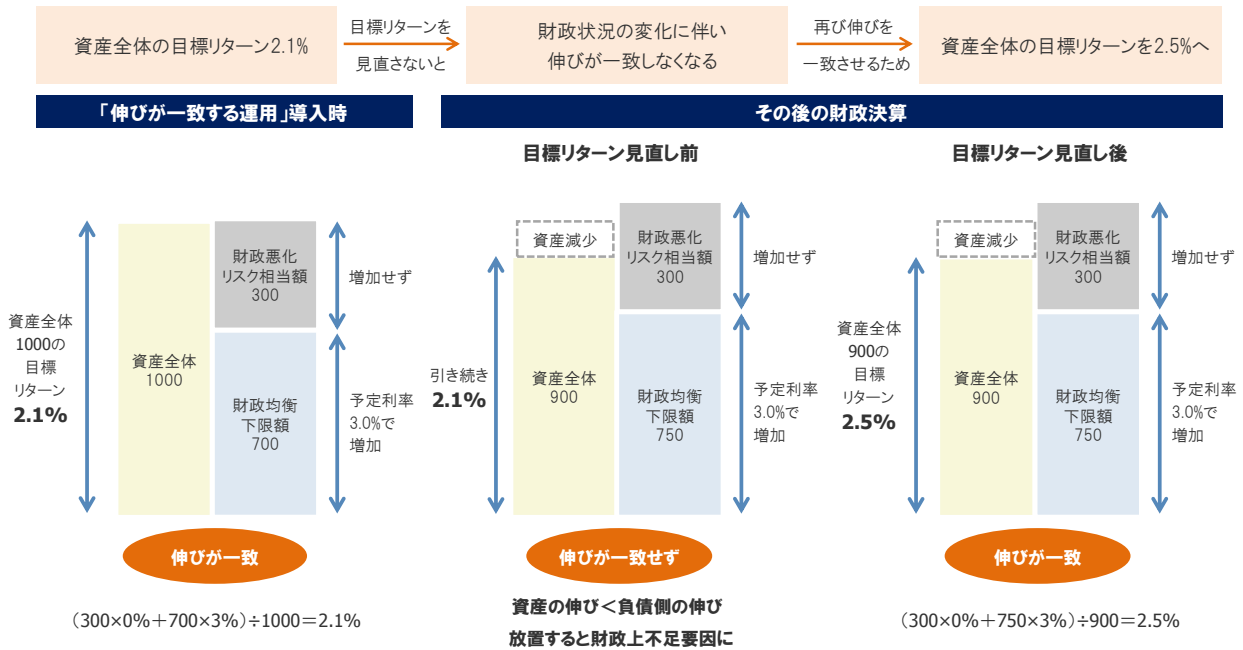 資産全体の目標リターン2.1%
目標リターンを
見直さないと
財政状況の変化に伴い
伸びが一致しなくなる
再び伸びを
一致させるため
資産全体の目標リターンを2.5%へ
「伸びが一致する運用」導入時
その後の財政決算
目標リターン見直し前
目標リターン見直し後
資産全体
1000の
目標
リターン
2.1%
資産全体
1000
財政悪化
リスク相当額
300
財政均衡
下限額
700
増加せず
予定利率
3.0%で
増加
引き続き
2.1%
資産減少
資産全体
900
財政悪化
リスク相当額
300
財政均衡
下限額
750
増加せず
予定利率
3.0%で
増加
資産全体
900の
目標
リターン
2.5%
資産減少
資産全体
900
財政悪化
リスク相当額
300
財政均衡
下限額
750
増加せず
予定利率
3.0%で
増加
伸びが一致
伸びが一致せず
伸びが一致
(300×0%+700×3%)÷1000=2.1%
資産の伸び<負債側の伸び
放置すると財政上不足要因に
(300×0%+750×3%)÷900=2.5%